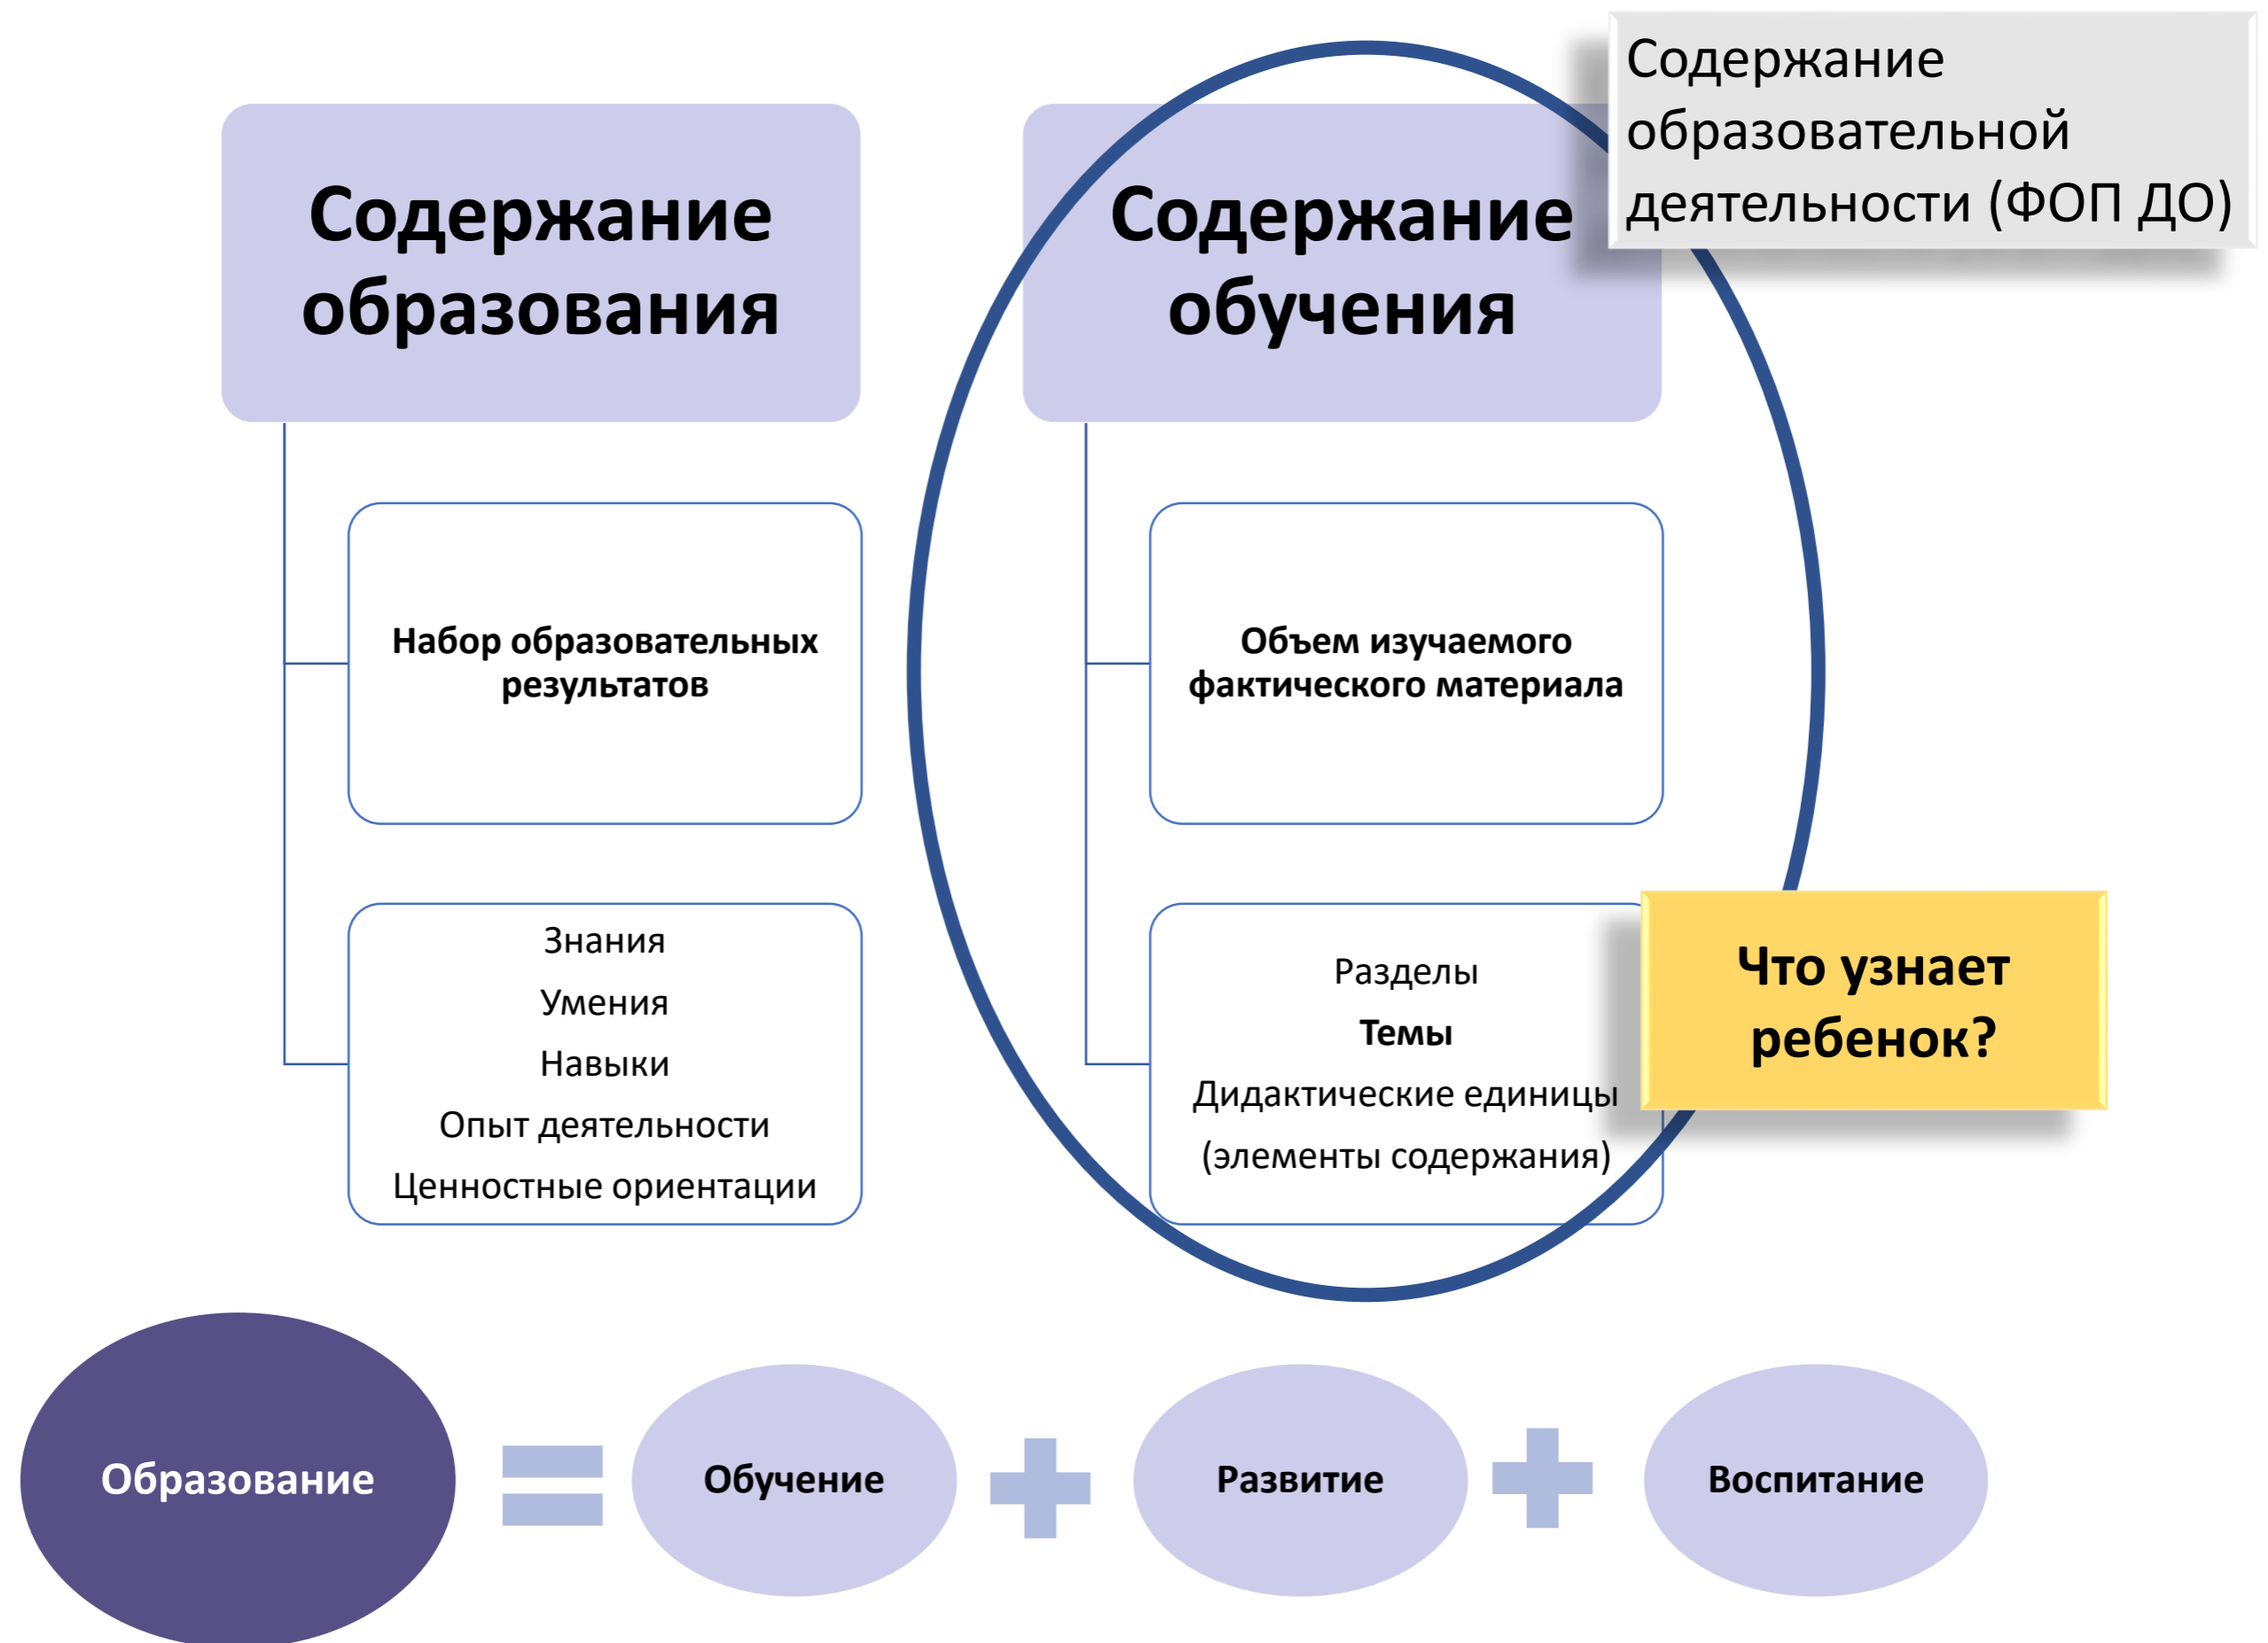 Содержание
образовательной
деятельности (ФОП ДО)
Содержание
образования
Содержание
обучения
Набор образовательных
результатов
Объем изучаемого
фактического материала
Знания
Умения
Навыки
Опыт деятельности
Ценностные ориентации
Разделы
Темы
Дидактические единицы
(элементы содержания)
Что узнает
ребенок?
Образование
Обучение
Развитие
Воспитание